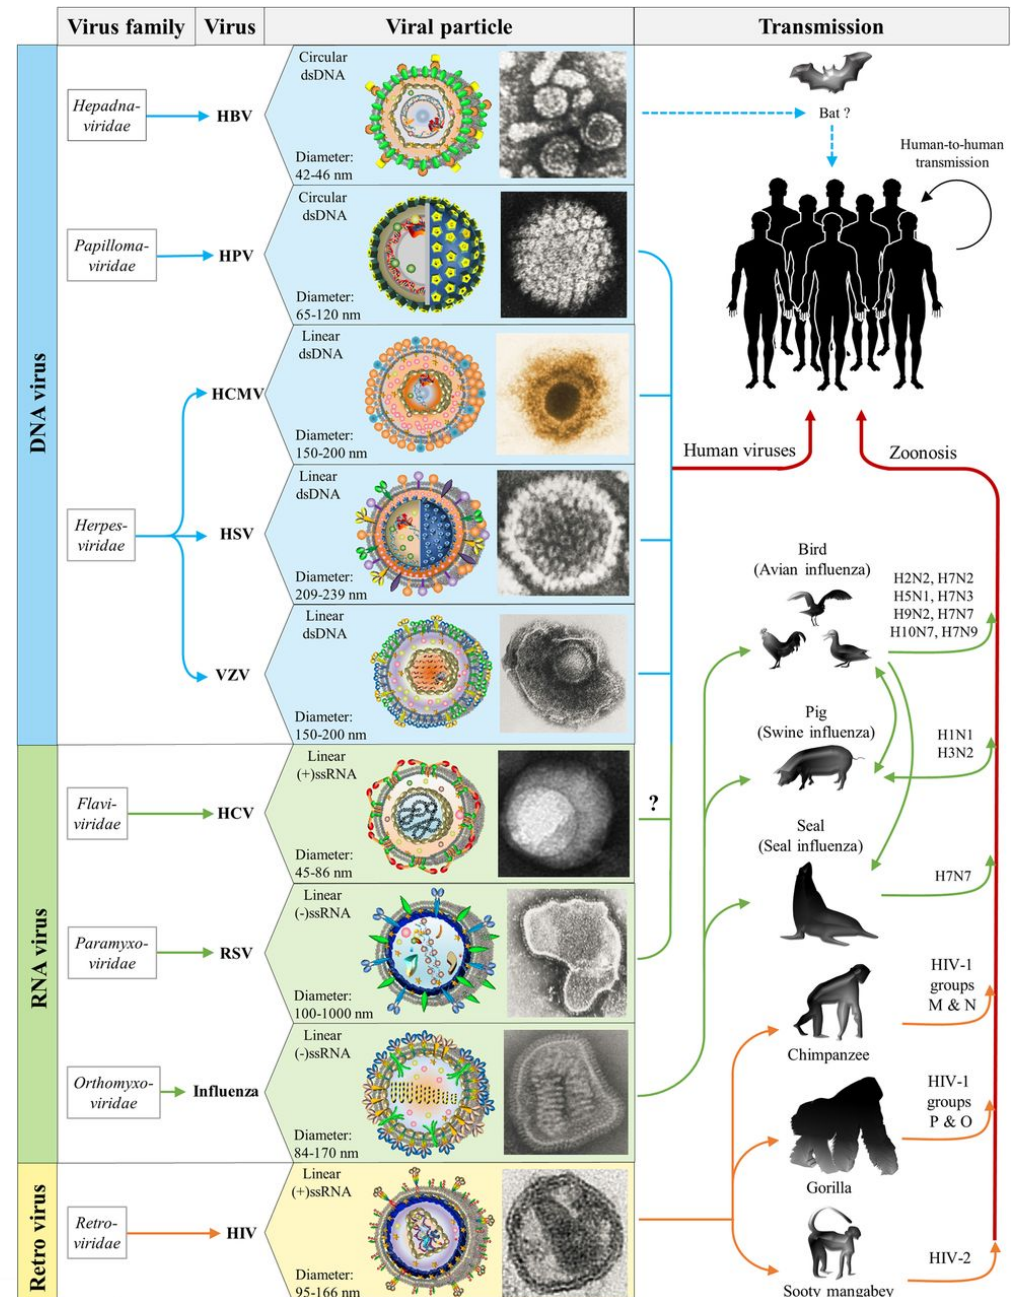 Virus family
Virus
Viral particle
Transmission
DNA virus
Hepadna-
viridae
HBV
Circular
dsDNA
Diameter:
42-46 nm
Bat ?
Human-to-human
transmission
Papilloma-
viridae
HPV
Circular
dsDNA
Diameter:
65-120 nm
Herpes-
viridae
HCMV
Linear
dsDNA
Diameter:
150-200 nm
Human viruses
Zoonosis
HSV
Linear
dsDNA
Diameter:
209-239 nm
VZV
Linear
dsDNA
Diameter:
150-200 nm
Bird
(Avian influenza)
H2N2, H7N2
H5N1, H7N3
H9N2, H7N7
H10N7, H7N9
Pig
(Swine influenza)
H1N1
H3N2
RNA virus
Flavi-
viridae
HCV
Linear
(+)ssRNA
Diameter:
45-86 nm
?
Seal
(Seal influenza)
H7N7
Paramyxo-
viridae
RSV
Linear
(-)ssRNA
Diameter:
100-1000 nm
Orthomyxo-
viridae
Influenza
Linear
(-)ssRNA
Diameter:
84-170 nm
HIV-1
groups
M & N
Chimpanzee
HIV-1
groups
P & O
Gorilla
Retro virus
Retro-
viridae
HIV
Linear
(+)ssRNA
Diameter:
95-166 nm
HIV-2
Sooty mangabey